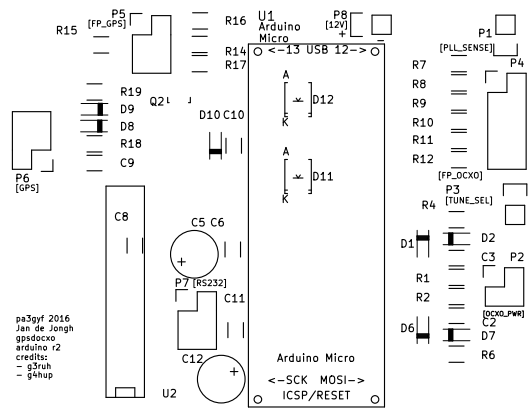 P5
[FP_GPS]
R15
R16
R14
R17
U1
Arduino
Micro
P8
[12V]
+
–
P1
[PLL_SENSE]
<-13 USB 12->
R7
P4
R8
R9
R10
R11
R12
[FP_OCXO]
R19
Q2
D9
D8
R18
C9
P6
[GPS]
D10
C10
A
D12
K
A
D11
K
P3
[TUNE_SEL]
R4
C8
C5
C6
+
D1
D2
C3
P2
R1
R2
[OCXO_PWR]
P7
[RS232]
C11
D6
C2
D7
R6
pa3gyf 2016
Jan de Jongh
gpsdocxo
arduino r2
credits:
– g3ruh
– g4hup
C12
+
U2
Arduino Micro
<-SCK MOSI->
ICSP/RESET